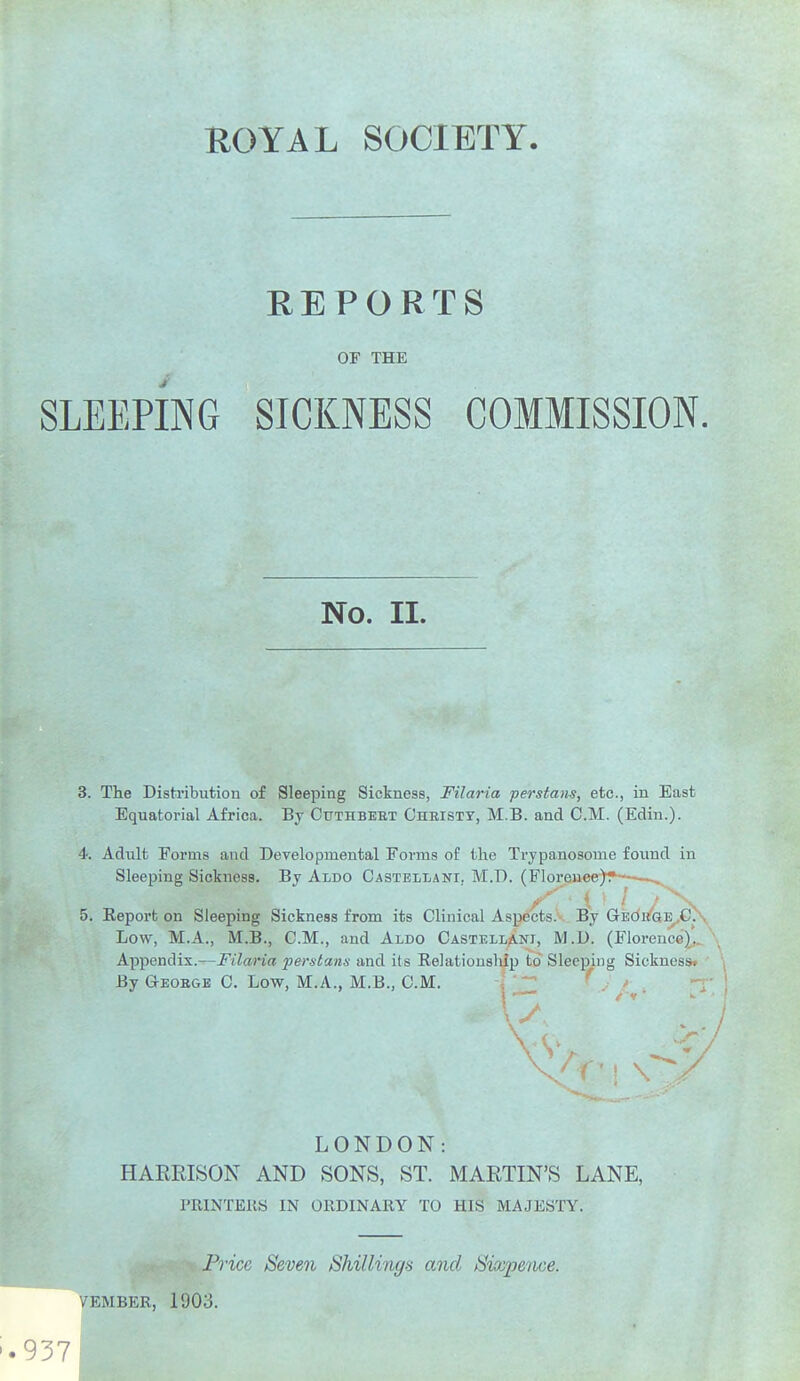 ROYAL SOCIETY.
REPORTS
OF THE
SLEEPING SICKNESS COMMISSION.
No. II.
3. The Distribution of Sleeping Sickness, Filaria perstans, etc., in East
Equatorial Africa. By CUTHBERT CHRISTY, M.B. and C.M. (Edin.).
4. Adult Forms and Developmental Forms of the Trypanosome found in
Sleeping Sickness. By ALDO CASTELLANI, M.D. (Florence).
5. Report on Sleeping Sickness from its Clinical Aspects. By GEORGE C.
LOW, M.A., M.B., C.M., and ALDO CASTELLANI, M.D. (Florence).
Appendix.—Filaria perstans and its Relationship to Sleeping Sickness.
By GEORGE C. LOW, M.A., M.B., C.M.
LONDON:
HARRISON AND SONS, ST. MARTIN'S LANE,
PRINTERS IN ORDINARY TO HIS MAJESTY.
Price Seven Shillings and Sixpence.
VEMBER, 1903.
.937